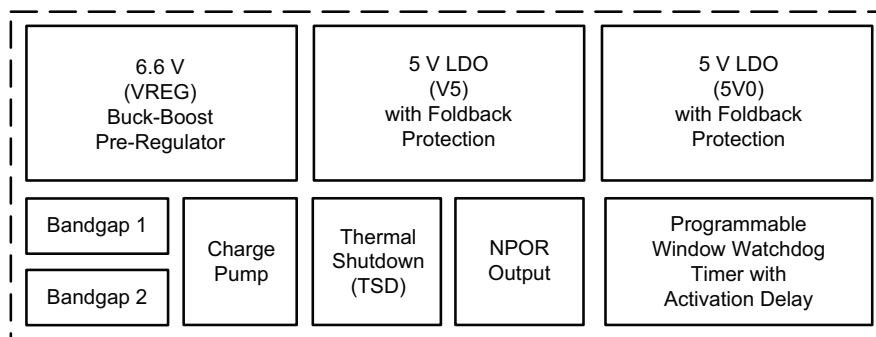 6.6 V
(VREG)
Buck-Boost
Pre-Regulator
5 V LDO
(V5)
with Foldback
Protection
5 V LDO
(5V0)
with Foldback
Protection
Bandgap 1
Bandgap 2
Charge
Pump
Thermal
Shutdown
(TSD)
NPOR
Output
Programmable
Window Watchdog
Timer with
Activation Delay